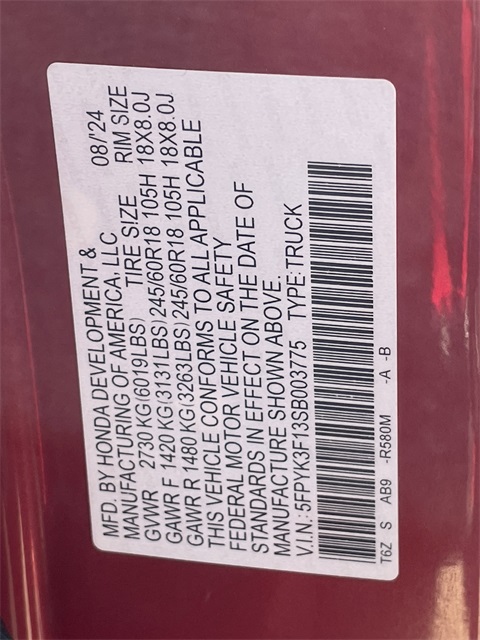 MFD. BY HONDA DEVELOPMENT & 08/'24
MANUFACTURING OF AMERICA, LLC
TIRE SIZE RIM SIZE
GVWR 2730 KG(6019LBS)
GAWR F 1420 KG(3131LBS) 245/60R18 105H 18X8.0J
GAWR R 1480 KG(3263LBS) 245/60R18 105H 18X8.0J
THIS VEHICLE CONFORMS TO ALL APPLICABLE
FEDERAL MOTOR VEHICLE SAFETY
STANDARDS IN EFFECT ON THE DATE OF
MANUFACTURE SHOWN ABOVE.
V.I.N.: 5FPYK3F13SB003775 TYPE: TRUCK
T6Z S AB9 -R580M -A -B